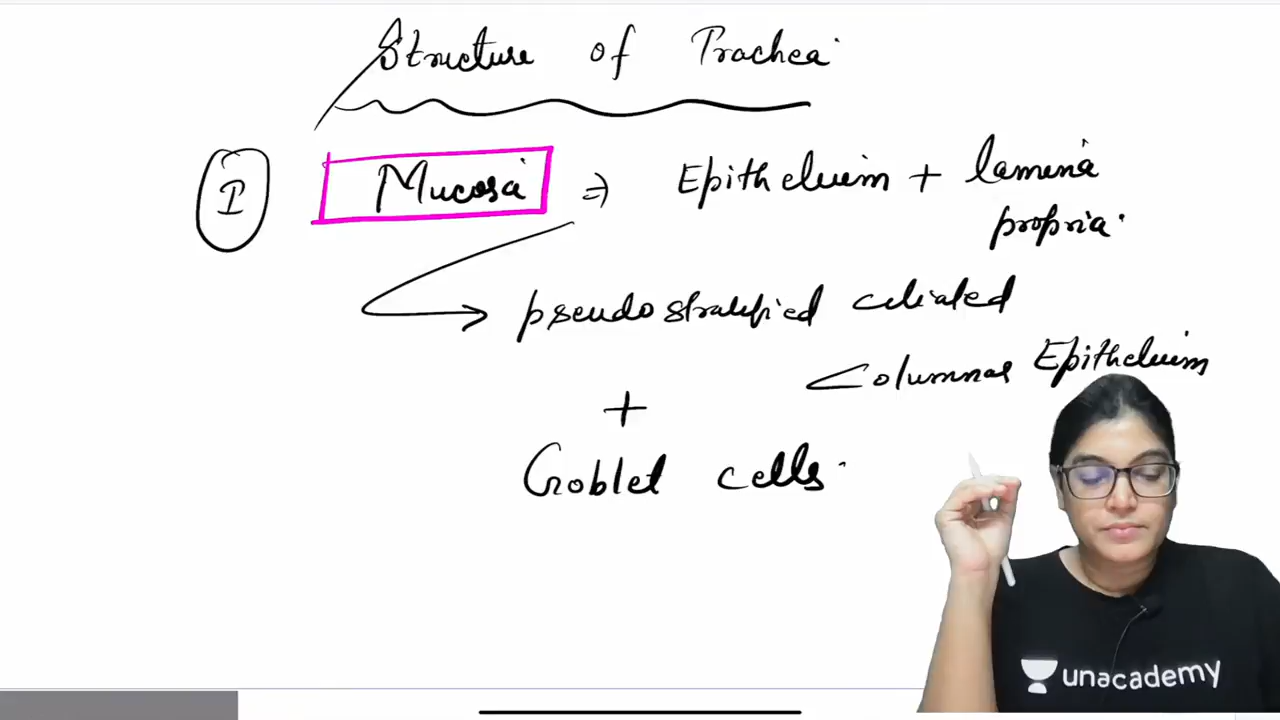 Structure of Trachea
I Mucosa ⇒ Epithelium + lamina
propria.
→ pseudostratified ciliated
Columnar Epithelium
+
Goblet cells.
unacademy